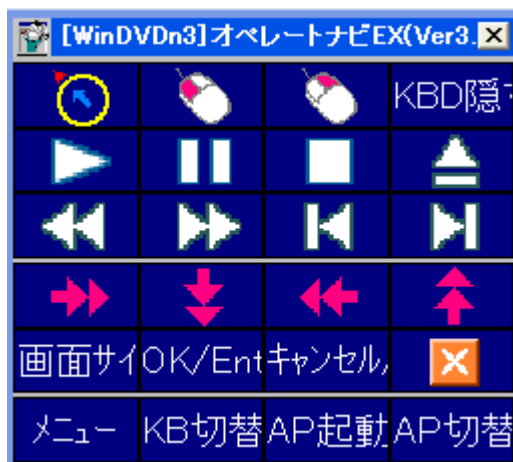 [WinDVDn3]オペレートナビEX(Ver3.
KBD隠
画面サイ OK/Ent キャンセル
メニュー KB切替 AP起動 AP切替